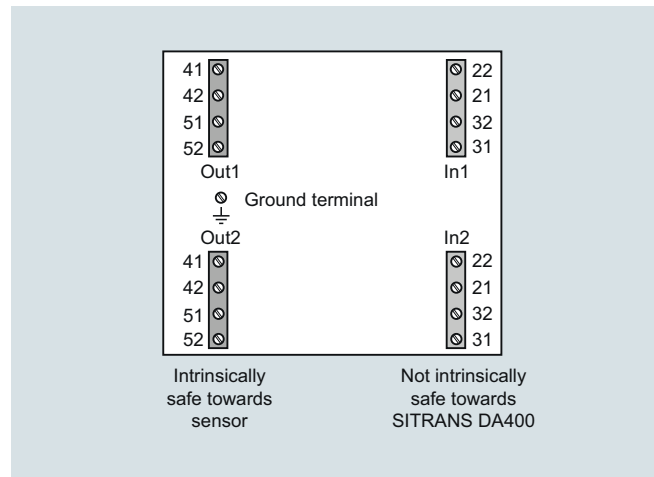 41 22
42 21
51 32
52 31
Out1 In1
Ground terminal
Out2 In2
41 22
42 21
51 32
52 31
Intrinsically
safe towards
sensor
Not intrinsically
safe towards
SITRANS DA400